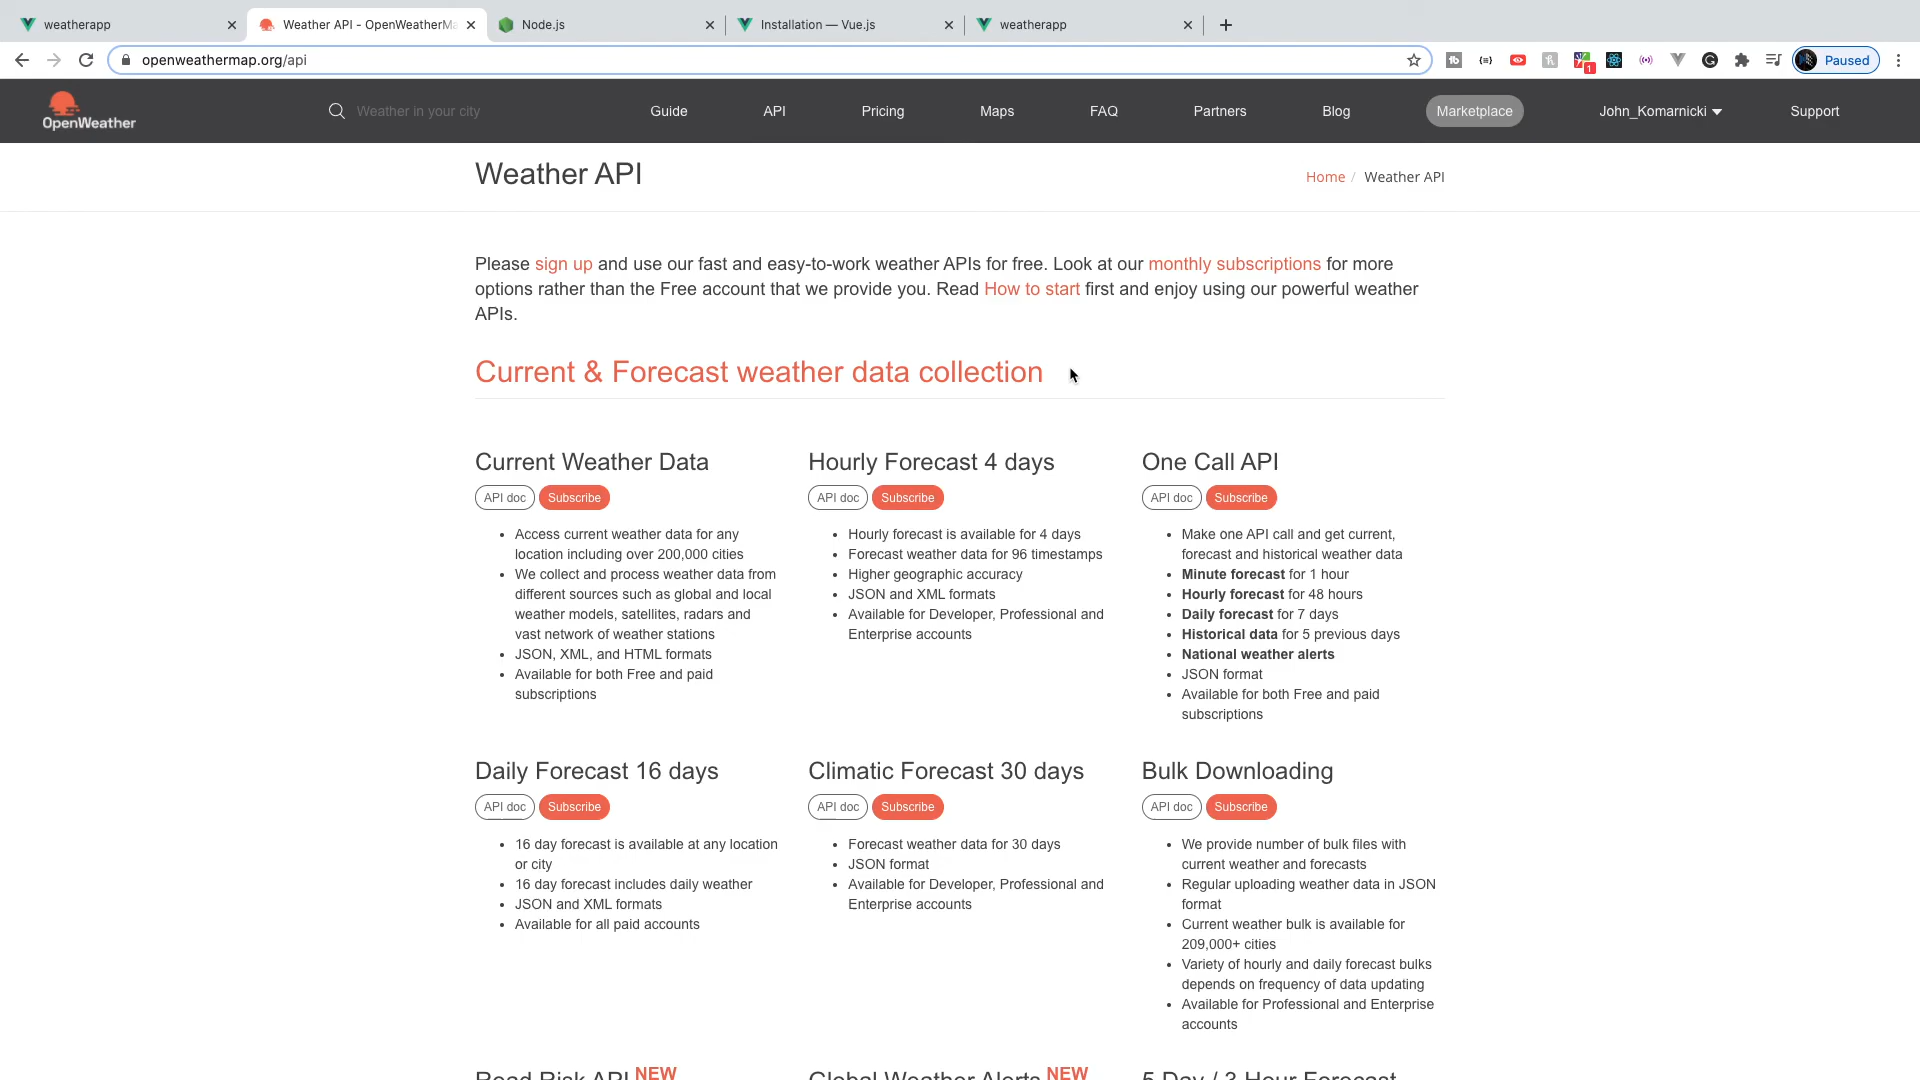 weatherapp
Weather API - OpenWeatherMa
Node.js
Installation — Vue.js
weatherapp
openweathermap.org/api
1
Paused
OpenWeather
Weather in your city
Guide
API
Pricing
Maps
FAQ
Partners
Blog
Marketplace
John_Komarnicki
Support
Weather API
Home / Weather API
Please sign up and use our fast and easy-to-work weather APIs for free. Look at our monthly subscriptions for more
options rather than the Free account that we provide you. Read How to start first and enjoy using our powerful weather
APIs.
Current & Forecast weather data collection
Current Weather Data
API doc Subscribe
• Access current weather data for any
location including over 200,000 cities
• We collect and process weather data from
different sources such as global and local
weather models, satellites, radars and
vast network of weather stations
• JSON, XML, and HTML formats
• Available for both Free and paid
subscriptions
Hourly Forecast 4 days
API doc Subscribe
• Hourly forecast is available for 4 days
• Forecast weather data for 96 timestamps
• Higher geographic accuracy
• JSON and XML formats
• Available for Developer, Professional and
Enterprise accounts
One Call API
API doc Subscribe
• Make one API call and get current,
forecast and historical weather data
• Minute forecast for 1 hour
• Hourly forecast for 48 hours
• Daily forecast for 7 days
• Historical data for 5 previous days
• National weather alerts
• JSON format
• Available for both Free and paid
subscriptions
Daily Forecast 16 days
API doc Subscribe
• 16 day forecast is available at any location
or city
• 16 day forecast includes daily weather
• JSON and XML formats
• Available for all paid accounts
Climatic Forecast 30 days
API doc Subscribe
• Forecast weather data for 30 days
• JSON format
• Available for Developer, Professional and
Enterprise accounts
Bulk Downloading
API doc Subscribe
• We provide number of bulk files with
current weather and forecasts
• Regular uploading weather data in JSON
format
• Current weather bulk is available for
209,000+ cities
• Variety of hourly and daily forecast bulks
depends on frequency of data updating
• Available for Professional and Enterprise
accounts
Road Risk API NEW
Global Weather Alerts NEW
5 Day / 3 Hour Forecast